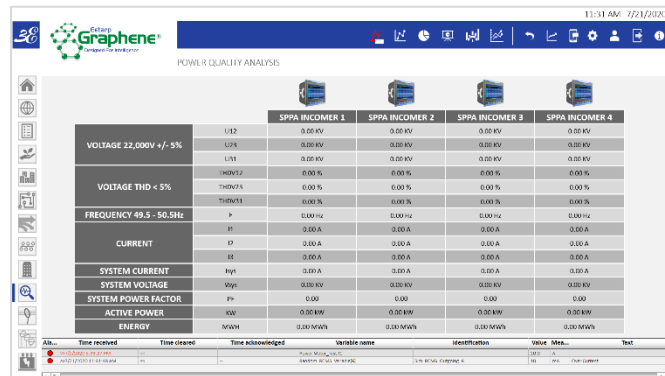 11:31 AM 7/21/2020
3E
Extarp
Graphene®
Designed For Intelligence
POWER QUALITY ANALYSIS
SPPA INCOMER 1 SPPA INCOMER 2 SPPA INCOMER 3 SPPA INCOMER 4
VOLTAGE 22,000V +/- 5% U12 0.00 KV 0.00 KV 0.00 KV 0.00 KV
U23 0.00 KV 0.00 KV 0.00 KV 0.00 KV
U31 0.00 KV 0.00 KV 0.00 KV 0.00 KV
VOLTAGE THD < 5% THDV12 0.00 % 0.00 % 0.00 % 0.00 %
THDV23 0.00 % 0.00 % 0.00 % 0.00 %
THDV31 0.00 % 0.00 % 0.00 % 0.00 %
FREQUENCY 49.5 - 50.5Hz F 0.00 Hz 0.00 Hz 0.00 Hz 0.00 Hz
CURRENT I1 0.00 A 0.00 A 0.00 A 0.00 A
I2 0.00 A 0.00 A 0.00 A 0.00 A
I3 0.00 A 0.00 A 0.00 A 0.00 A
SYSTEM CURRENT Isys 0.00 A 0.00 A 0.00 A 0.00 A
SYSTEM VOLTAGE Vsys 0.00 KV 0.00 KV 0.00 KV 0.00 KV
SYSTEM POWER FACTOR PF 0.00 0.00 0.00 0.00
ACTIVE POWER KW 0.00 kW 0.00 kW 0.00 kW 0.00 kW
ENERGY MWH 0.00 MWh 0.00 MWh 0.00 MWh 0.00 MWh
Ala... Time received Time cleared Time acknowledged Variable name Identification Value Mea... Text
A
Over Current